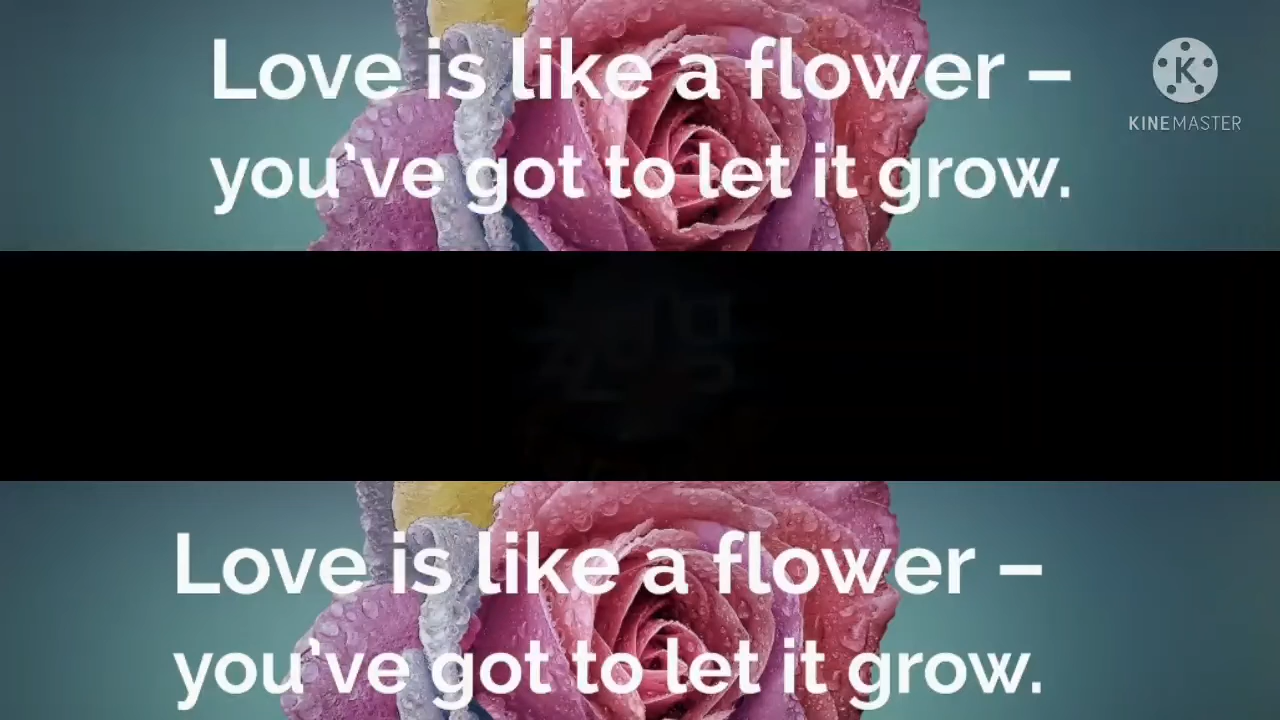 Love is like a flower –
you’ve got to let it grow.
KINEMASTER
Love is like a flower –
you’ve got to let it grow.